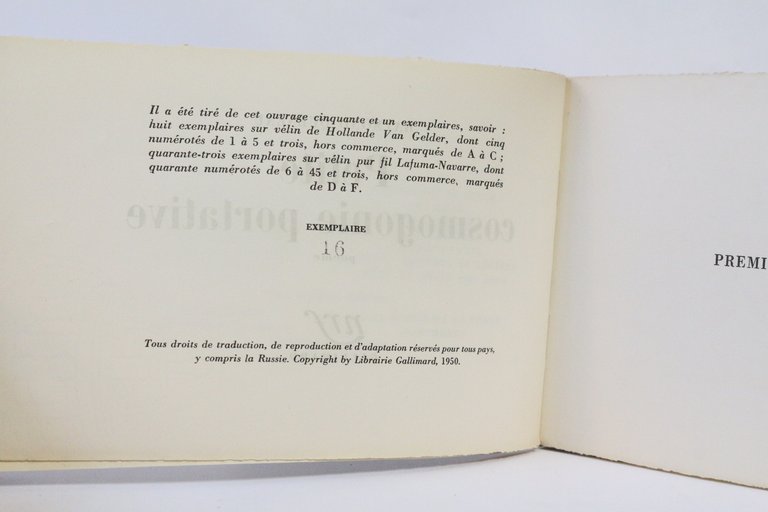 Il a été tiré de cet ouvrage cinquante et un exemplaires, savoir :
huit exemplaires sur vélin de Hollande Van Gelder, dont cinq
numérotés de 1 à 5 et trois, hors commerce, marqués de A à C ;
quarante-trois exemplaires sur vélin pur fil Lafuma-Navarre, dont
quarante numérotés de 6 à 45 et trois, hors commerce, marqués
de D à F.
cosmogonie portative
EXEMPLAIRE
16
nrf
Tous droits de traduction, de reproduction et d'adaptation réservés pour tous pays,
y compris la Russie. Copyright by Librairie Gallimard, 1950.
PREMI